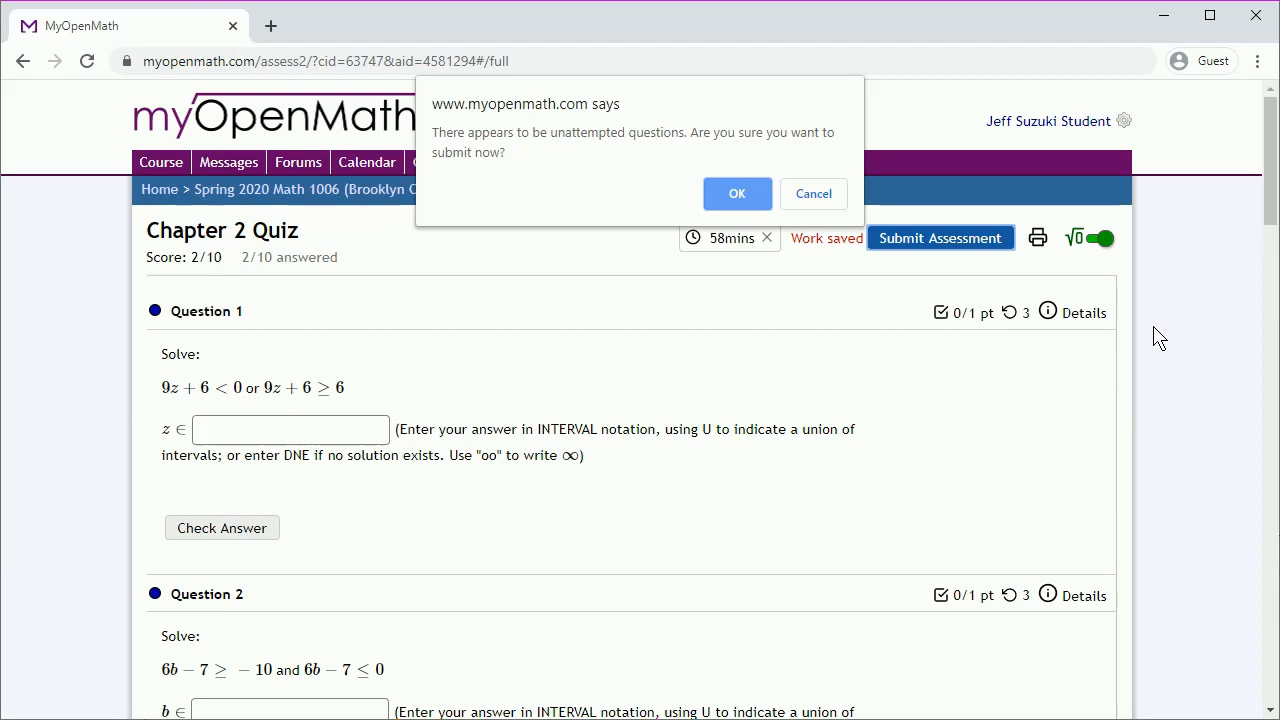 MyOpenMath
myopenmath.com/assess2/?cid=63747&aid=4581294#/full
Guest
www.myopenmath.com says
There appears to be unattempted questions. Are you sure you want to
submit now?
OK Cancel
myOpenMath
Jeff Suzuki Student
Course Messages Forums Calendar
Home > Spring 2020 Math 1006 (Brooklyn
Chapter 2 Quiz
58mins Work saved Submit Assessment √0
Score: 2/10 2/10 answered
Question 1 0/1 pt 3 Details
Solve:
9z + 6 < 0 or 9z + 6 ≥ 6
z ∈ (Enter your answer in INTERVAL notation, using U to indicate a union of
intervals; or enter DNE if no solution exists. Use "oo" to write ∞)
Check Answer
Question 2 0/1 pt 3 Details
Solve:
6b − 7 ≥ − 10 and 6b − 7 ≤ 0
b ∈ (Enter your answer in INTERVAL notation, using U to indicate a union of